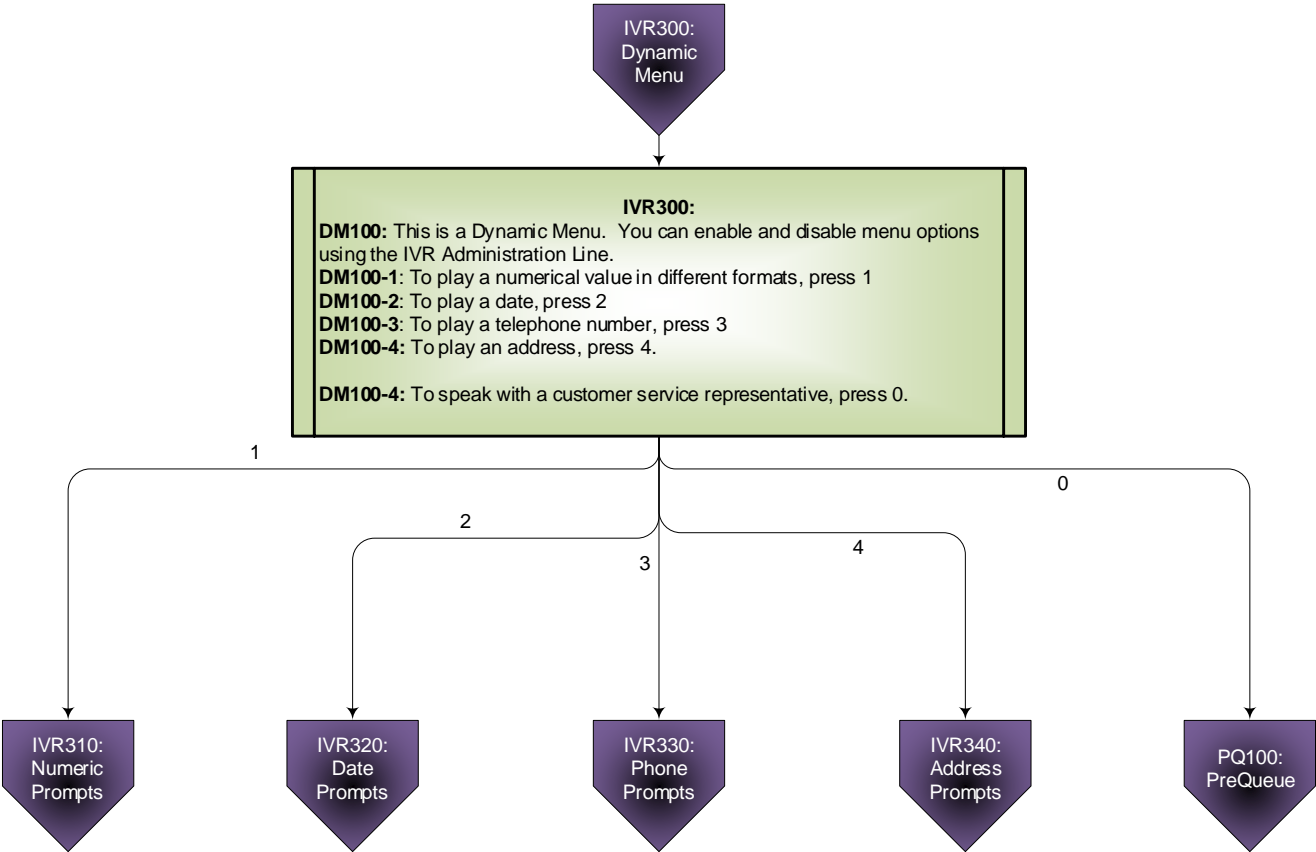 IVR300:
Dynamic
Menu
IVR300:
DM100: This is a Dynamic Menu. You can enable and disable menu options
using the IVR Administration Line.
DM100-1: To play a numerical value in different formats, press 1
DM100-2: To play a date, press 2
DM100-3: To play a telephone number, press 3
DM100-4: To play an address, press 4.
DM100-4: To speak with a customer service representative, press 0.
1
0
2
4
3
IVR310:
Numeric
Prompts
IVR320:
Date
Prompts
IVR330:
Phone
Prompts
IVR340:
Address
Prompts
PQ100:
PreQueue